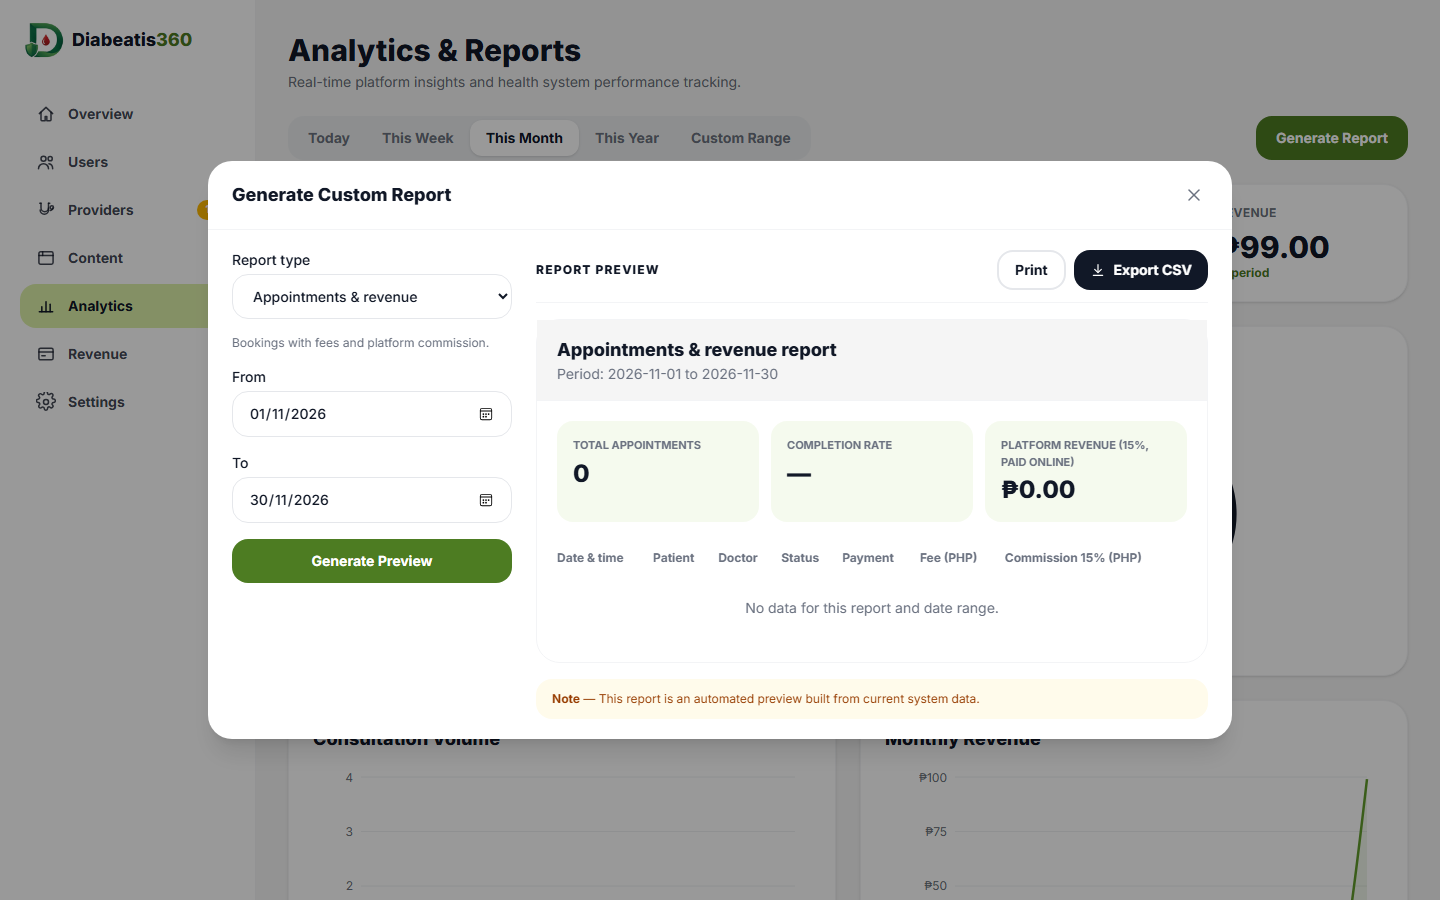 Diabeatis360
Analytics & Reports
Real-time platform insights and health system performance tracking.
Overview
Users
Providers
Content
Analytics
Revenue
Settings
Today This Week This Month This Year Custom Range
Generate Report
Generate Custom Report
Report type
Appointments & revenue
Bookings with fees and platform commission.
From
01/11/2026
To
30/11/2026
Generate Preview
REPORT PREVIEW
Print
Export CSV
Appointments & revenue report
Period: 2026-11-01 to 2026-11-30
TOTAL APPOINTMENTS
0
COMPLETION RATE
—
PLATFORM REVENUE (15%,
PAID ONLINE)
₱0.00
Date & time Patient Doctor Status Payment Fee (PHP) Commission 15% (PHP)
No data for this report and date range.
Note — This report is an automated preview built from current system data.
₱99.00
period
Consultation Volume
4
3
2
Monthly Revenue
₱100
₱75
₱50